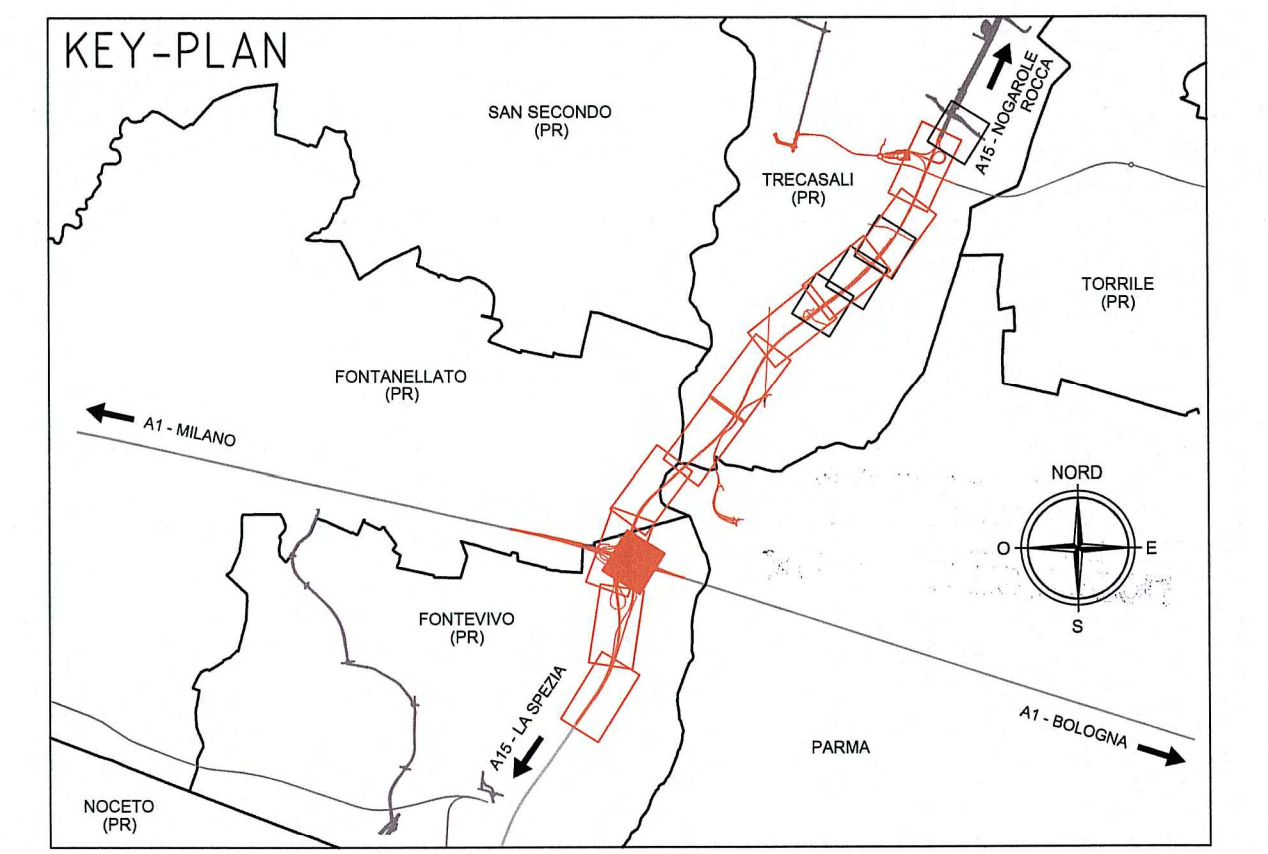 KEY-PLAN
SAN SECONDO
(PR)
A15 - NOGAROLE
ROCCA
TRECASALI
(PR)
TORRILE
(PR)
FONTANELLATO
(PR)
A1 - MILANO
NORD
O
E
S
FONTEVIVO
(PR)
A15 - LA SPEZIA
A1 - BOLOGNA
PARMA
NOCETO
(PR)